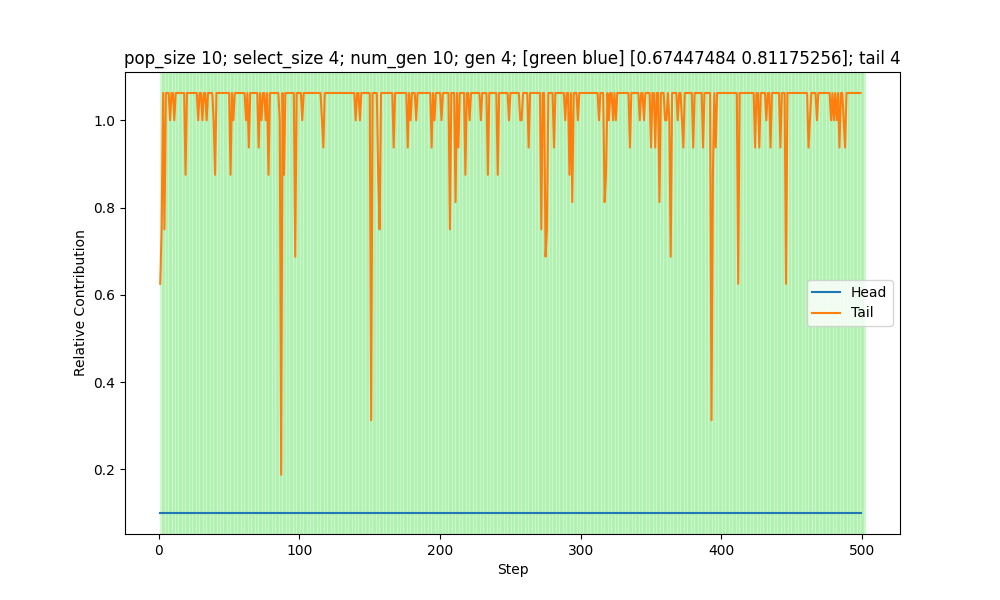 pop_size 10; select_size 4; num_gen 10; gen 4; [green blue] [0.67447484 0.81175256]; tail 4
1.0
0.8
0.6
0.4
0.2
Relative Contribution
Head
Tail
0
100
200
300
400
500
Step